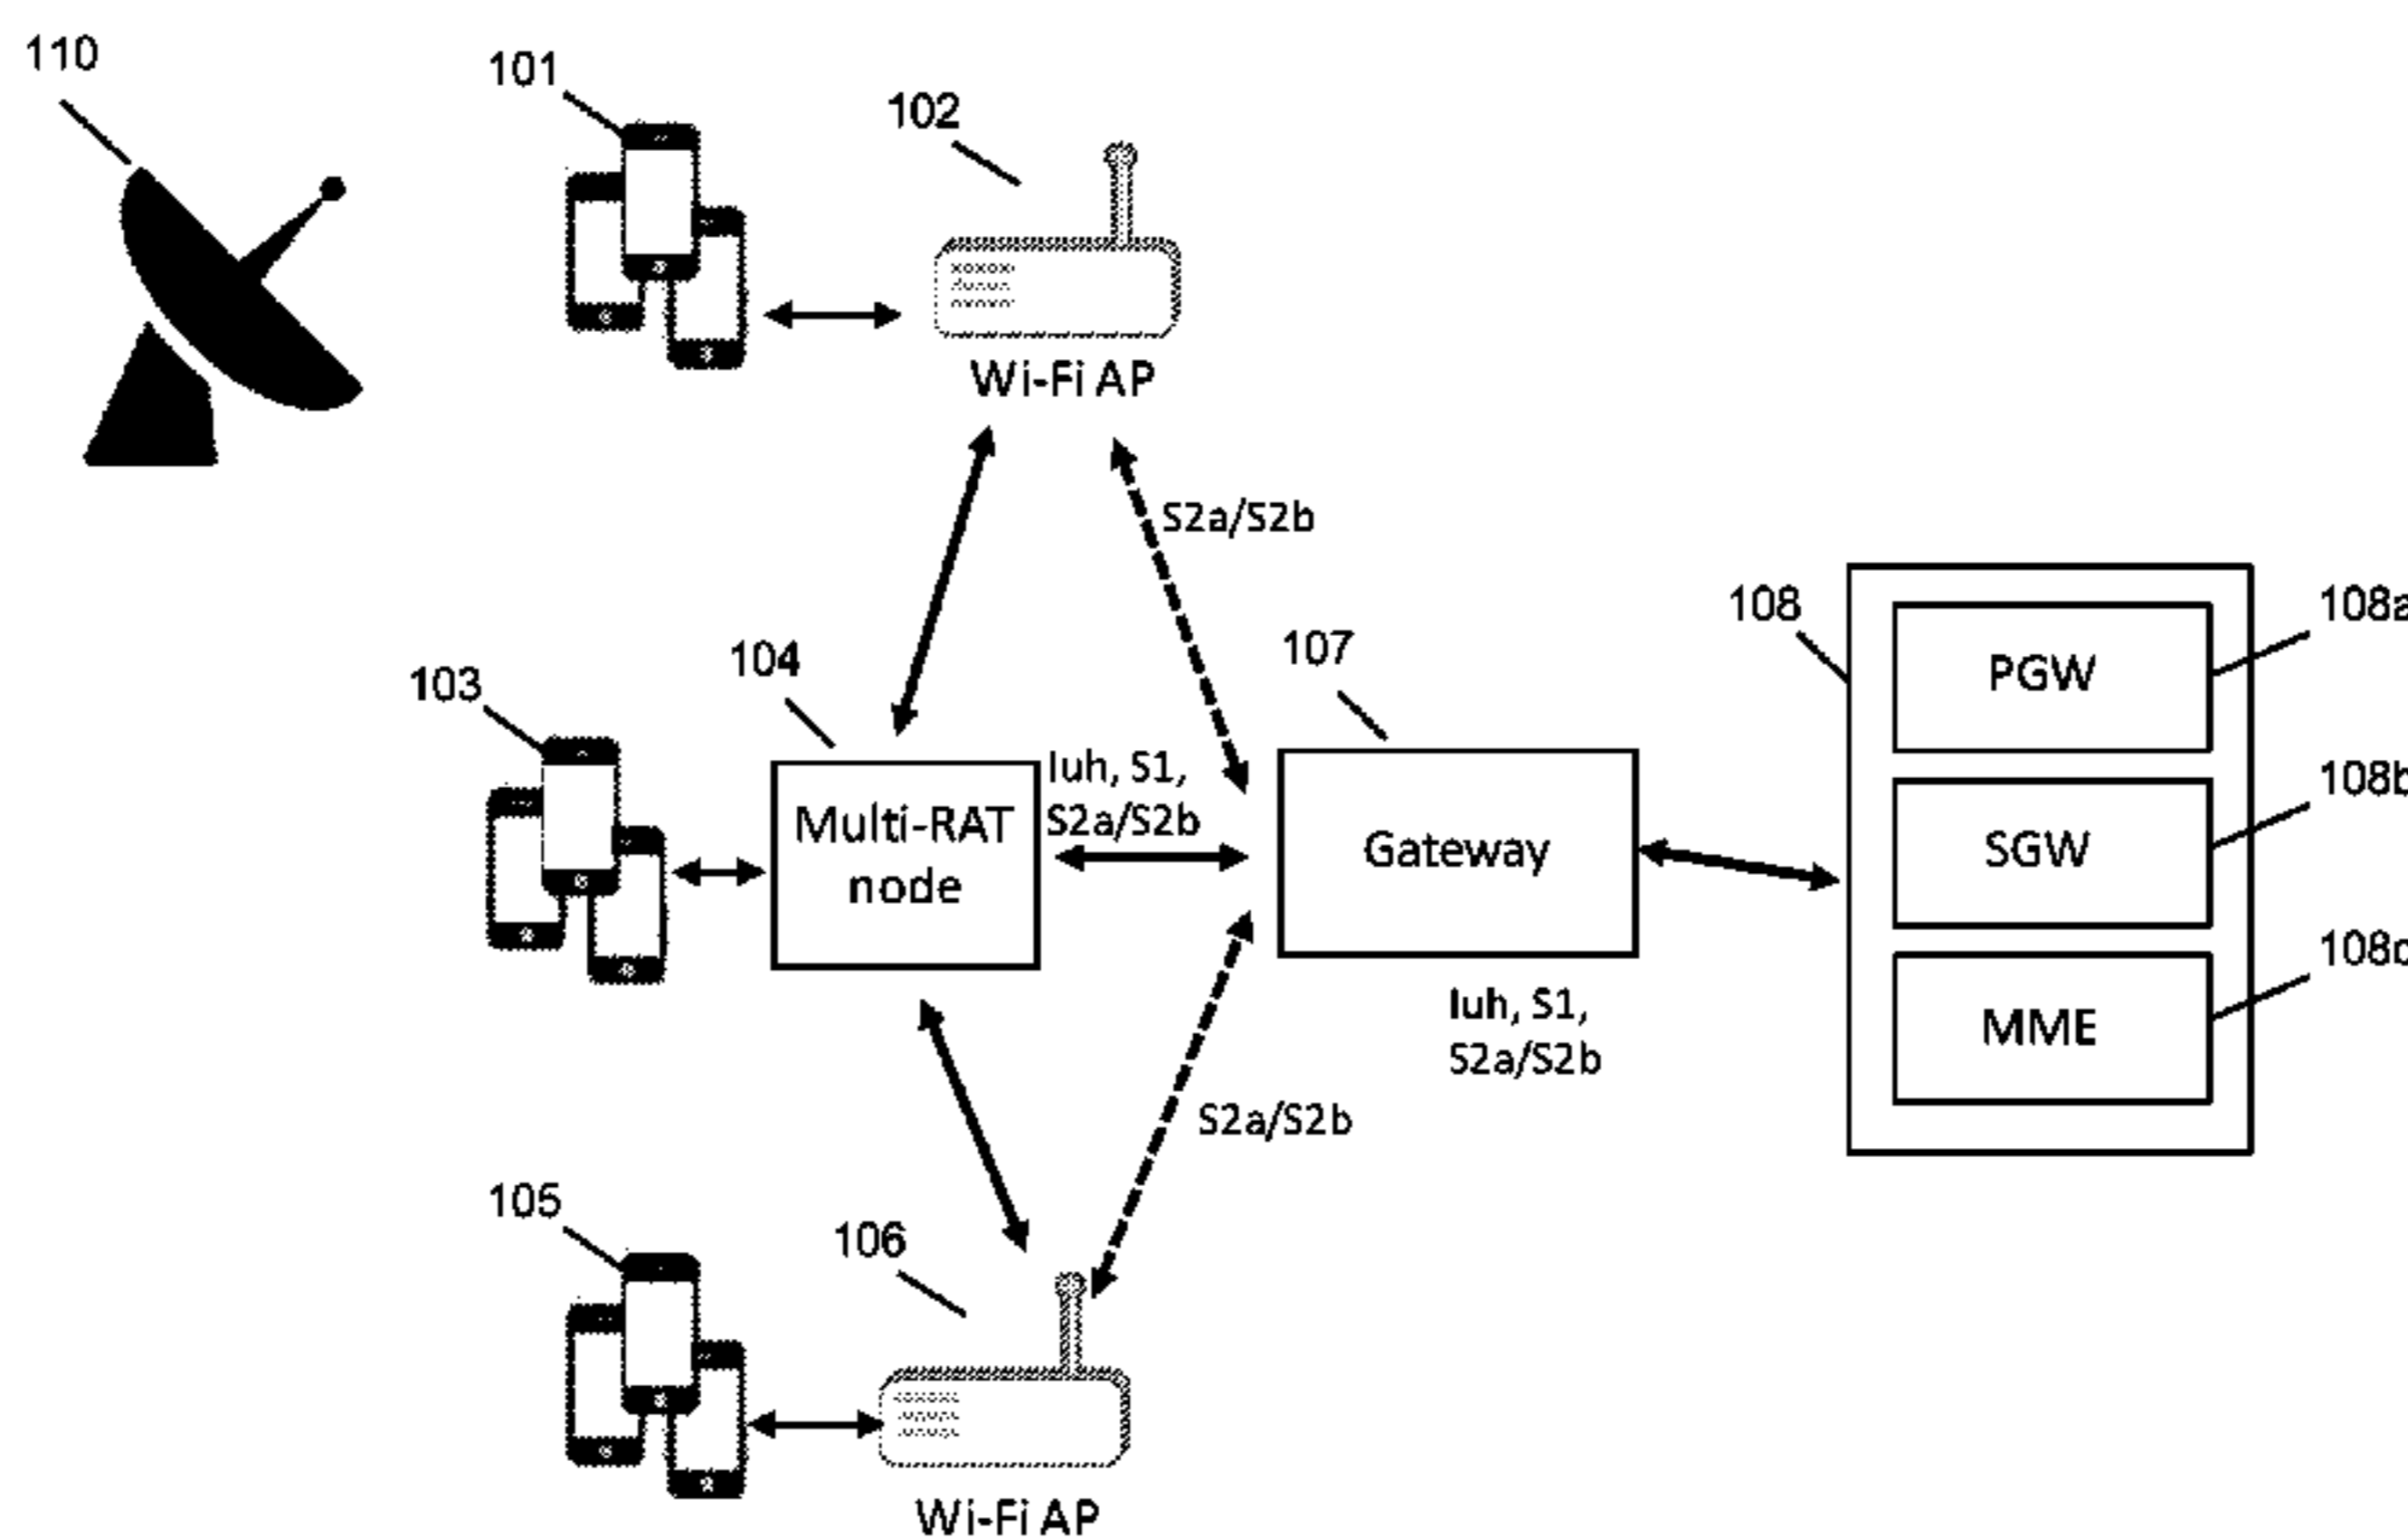 110
101
102
Wi-Fi AP
S2a/S2b
108
108a
PGW
103
104
107
Iuh, S1,
S2a/S2b
Multi-RAT
node
Gateway
108b
SGW
Iuh, S1,
S2a/S2b
108c
MME
S2a/S2b
105
106
Wi-Fi AP